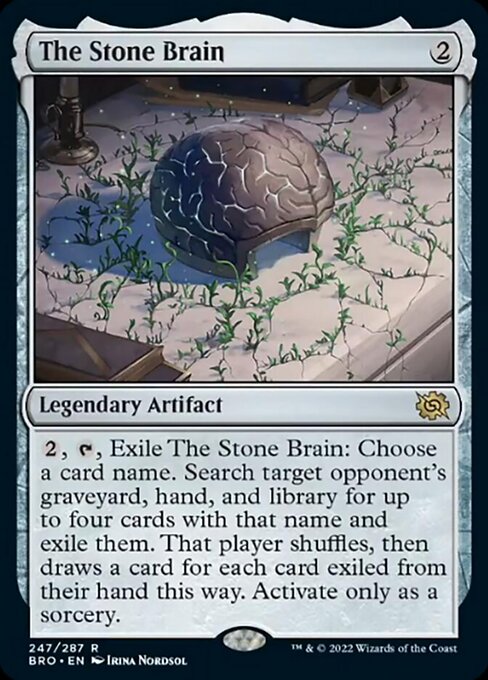 The Stone Brain 2
Legendary Artifact
2, T, Exile The Stone Brain: Choose
a card name. Search target opponent's
graveyard, hand, and library for up
to four cards with that name and
exile them. That player shuffles, then
draws a card for each card exiled from
their hand this way. Activate only as a
sorcery.
247/287 R
BRO • EN Irina Nordsol
™ & © 2022 Wizards of the Coast